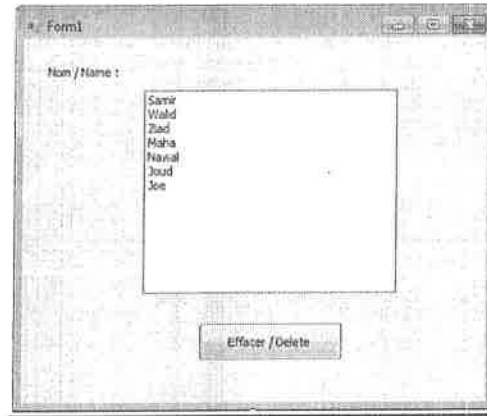 Form1
Nom / Name :
Samir
Walid
Ziad
Maha
Nawal
Joud
Joe
Effacer / Delete